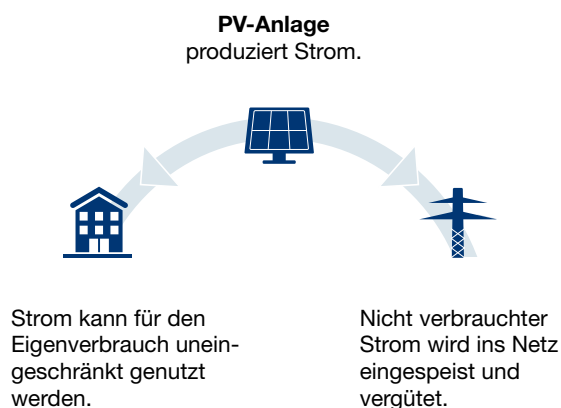 PV-Anlage
produziert Strom.
Strom kann für den
Eigenverbrauch unein-
geschränkt genutzt
werden.
Nicht verbrauchter
Strom wird ins Netz
eingespeist und
vergütet.